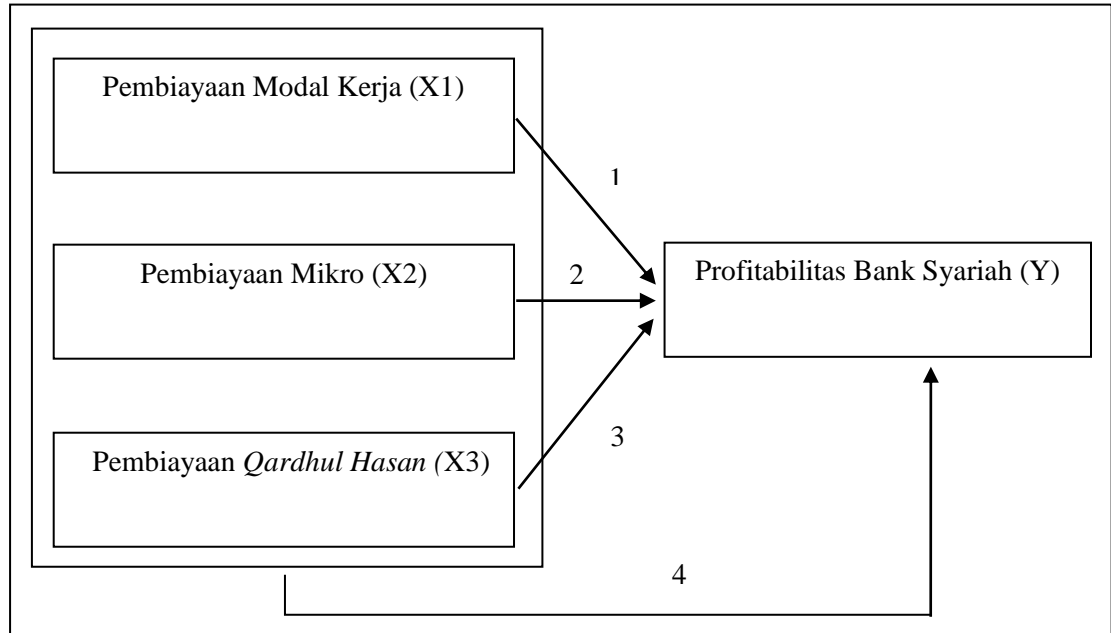 Pembiayaan Modal Kerja (X1)
1
Pembiayaan Mikro (X2)
2
Profitabilitas Bank Syariah (Y)
Pembiayaan Qardhul Hasan (X3)
3
4